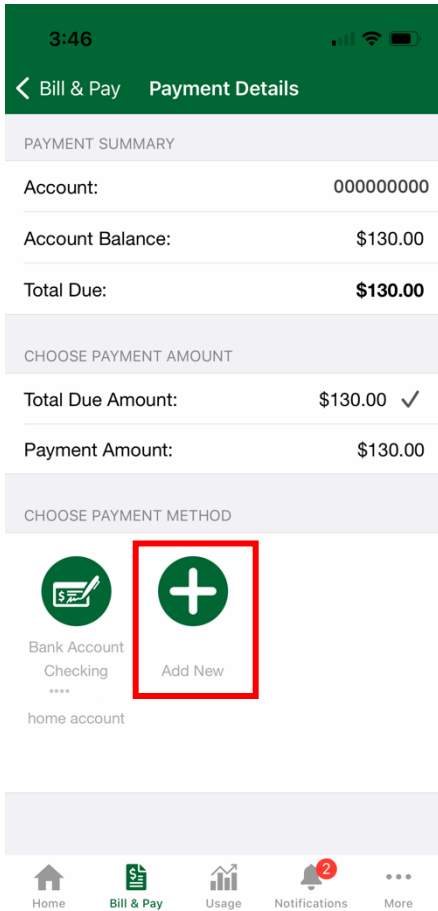 3:46
Bill & Pay Payment Details
PAYMENT SUMMARY
Account: 000000000
Account Balance: $130.00
Total Due: $130.00
CHOOSE PAYMENT AMOUNT
Total Due Amount: $130.00
Payment Amount: $130.00
CHOOSE PAYMENT METHOD
$
Bank Account
Checking
****
home account
Add New
$
2
Home Bill & Pay Usage Notifications More